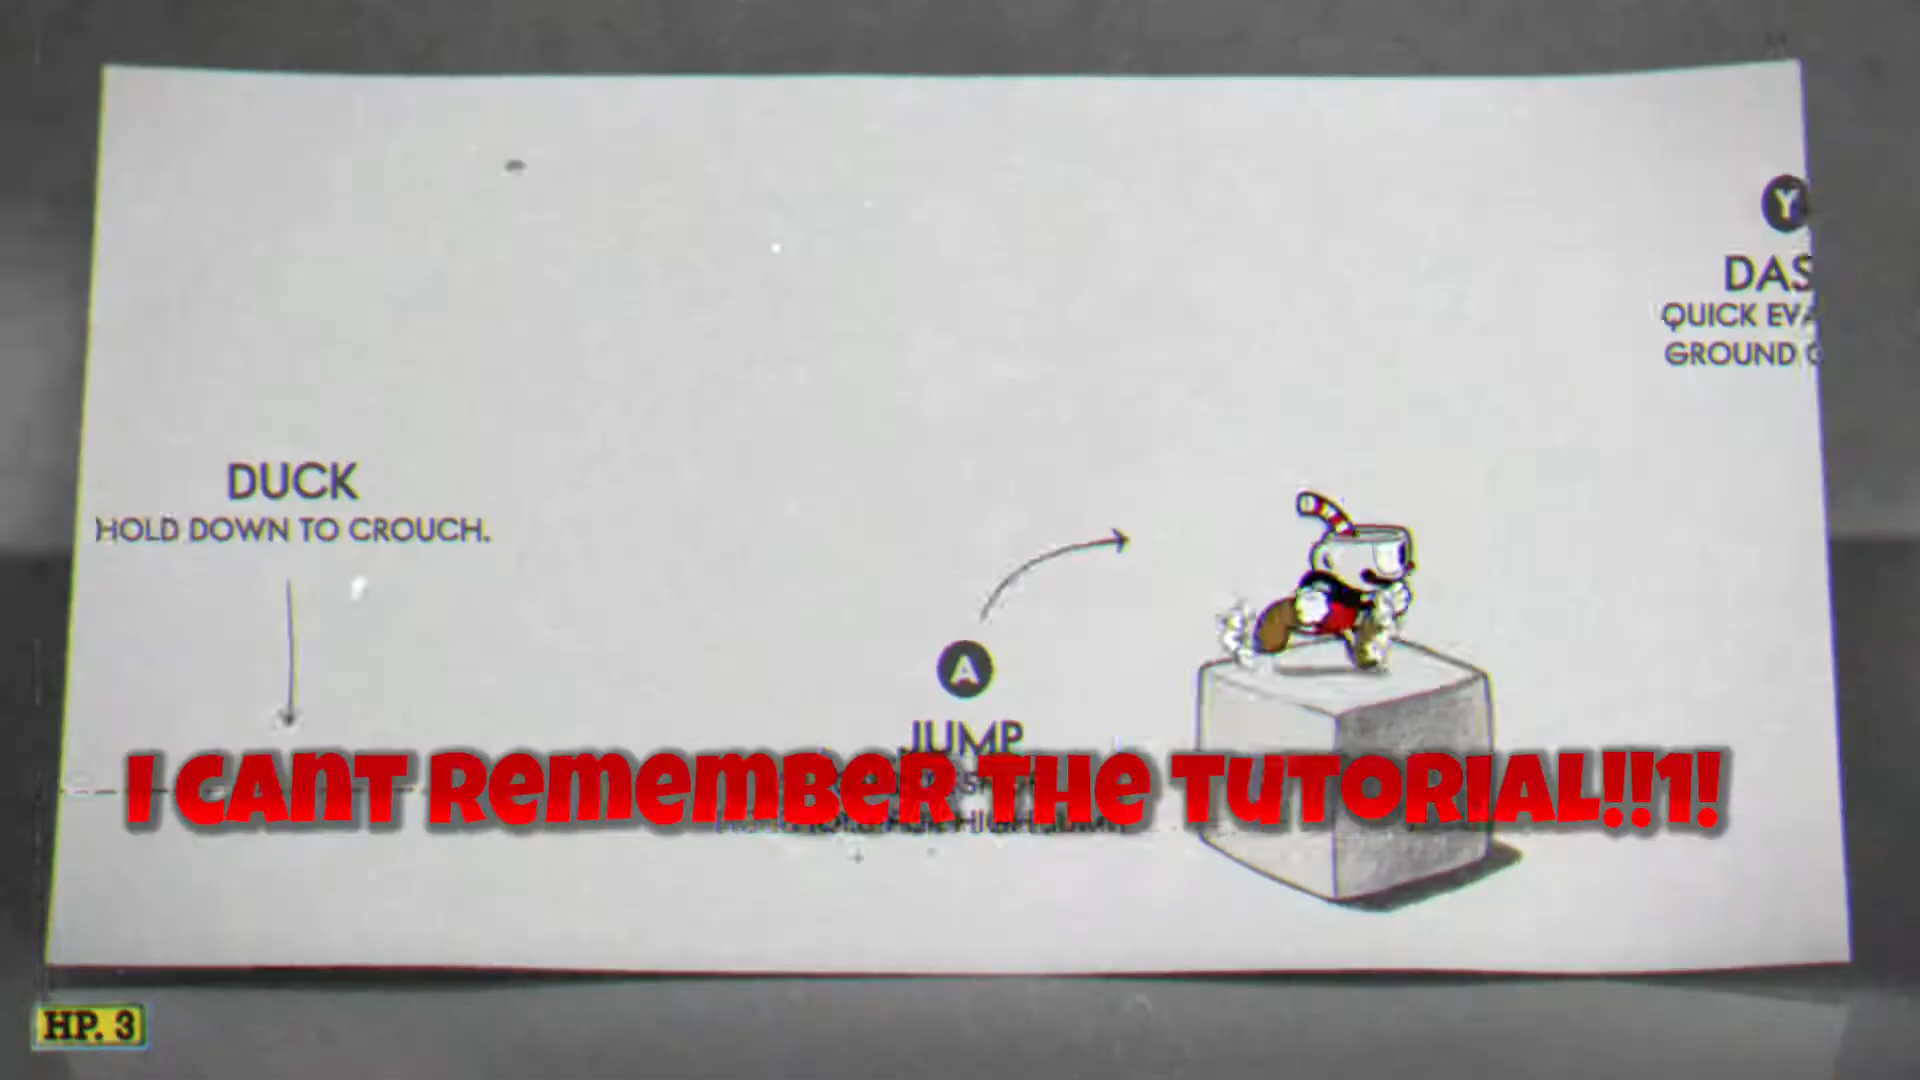 Y
DAS
QUICK EVA
GROUND
DUCK
HOLD DOWN TO CROUCH.
A
JUMP
I CANT REMEMBER THE TUTORIAL!!1!
HP. 3